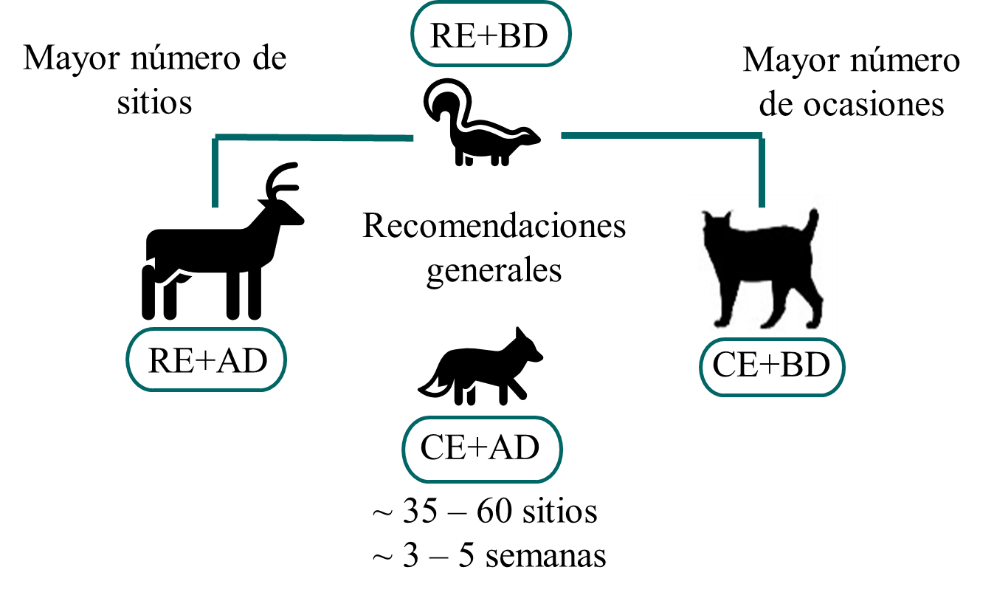 RE+BD
Mayor número de
sitios
Mayor número
de ocasiones
Recomendaciones
generales
RE+AD
CE+BD
CE+AD
~ 35 – 60 sitios
~ 3 – 5 semanas